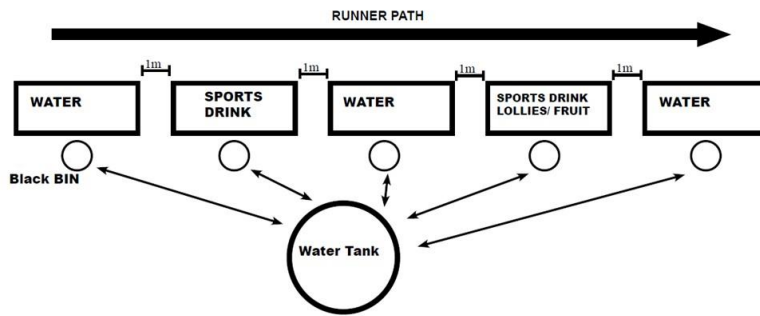 RUNNER PATH
1m
1m
1m
1m
WATER
SPORTS
DRINK
WATER
SPORTS DRINK
LOLLIES/ FRUIT
WATER
Black BIN
Water Tank